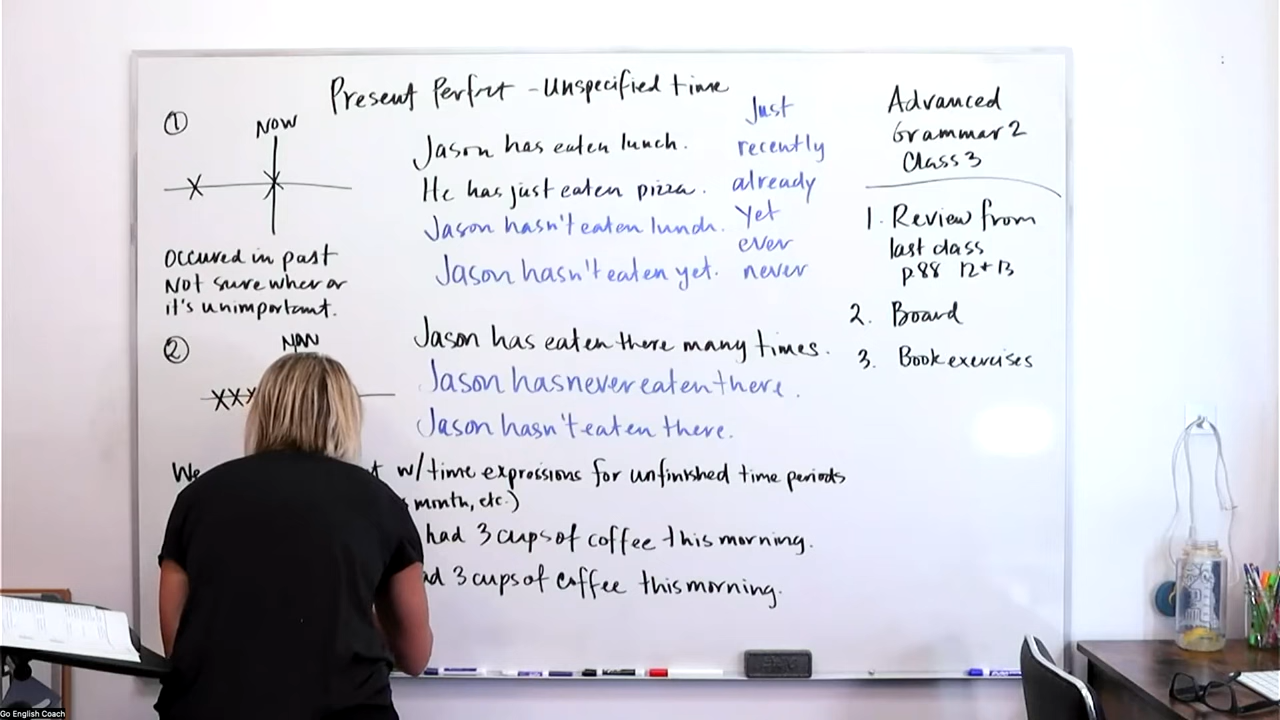 Present Perfect - Unspecified time
①
NOW
Occured in past
Not sure when or
it's unimportant.
Jason has eaten lunch.
He has just eaten pizza.
Jason hasn't eaten lunch.
Jason hasn't eaten yet.
Just
recently
already
Yet
ever
never
②
NOW
Jason has eaten there many times.
Jason has never eaten there.
Jason hasn't eaten there.
We
w/time expressions for unfinished time periods
month, etc.)
had 3 cups of coffee this morning.
3 cups of coffee this morning.
Advanced
Grammar 2
Class 3
1. Review from
last class
p.88 12 + 13
2. Board
3. Book exercises
Go English Coach